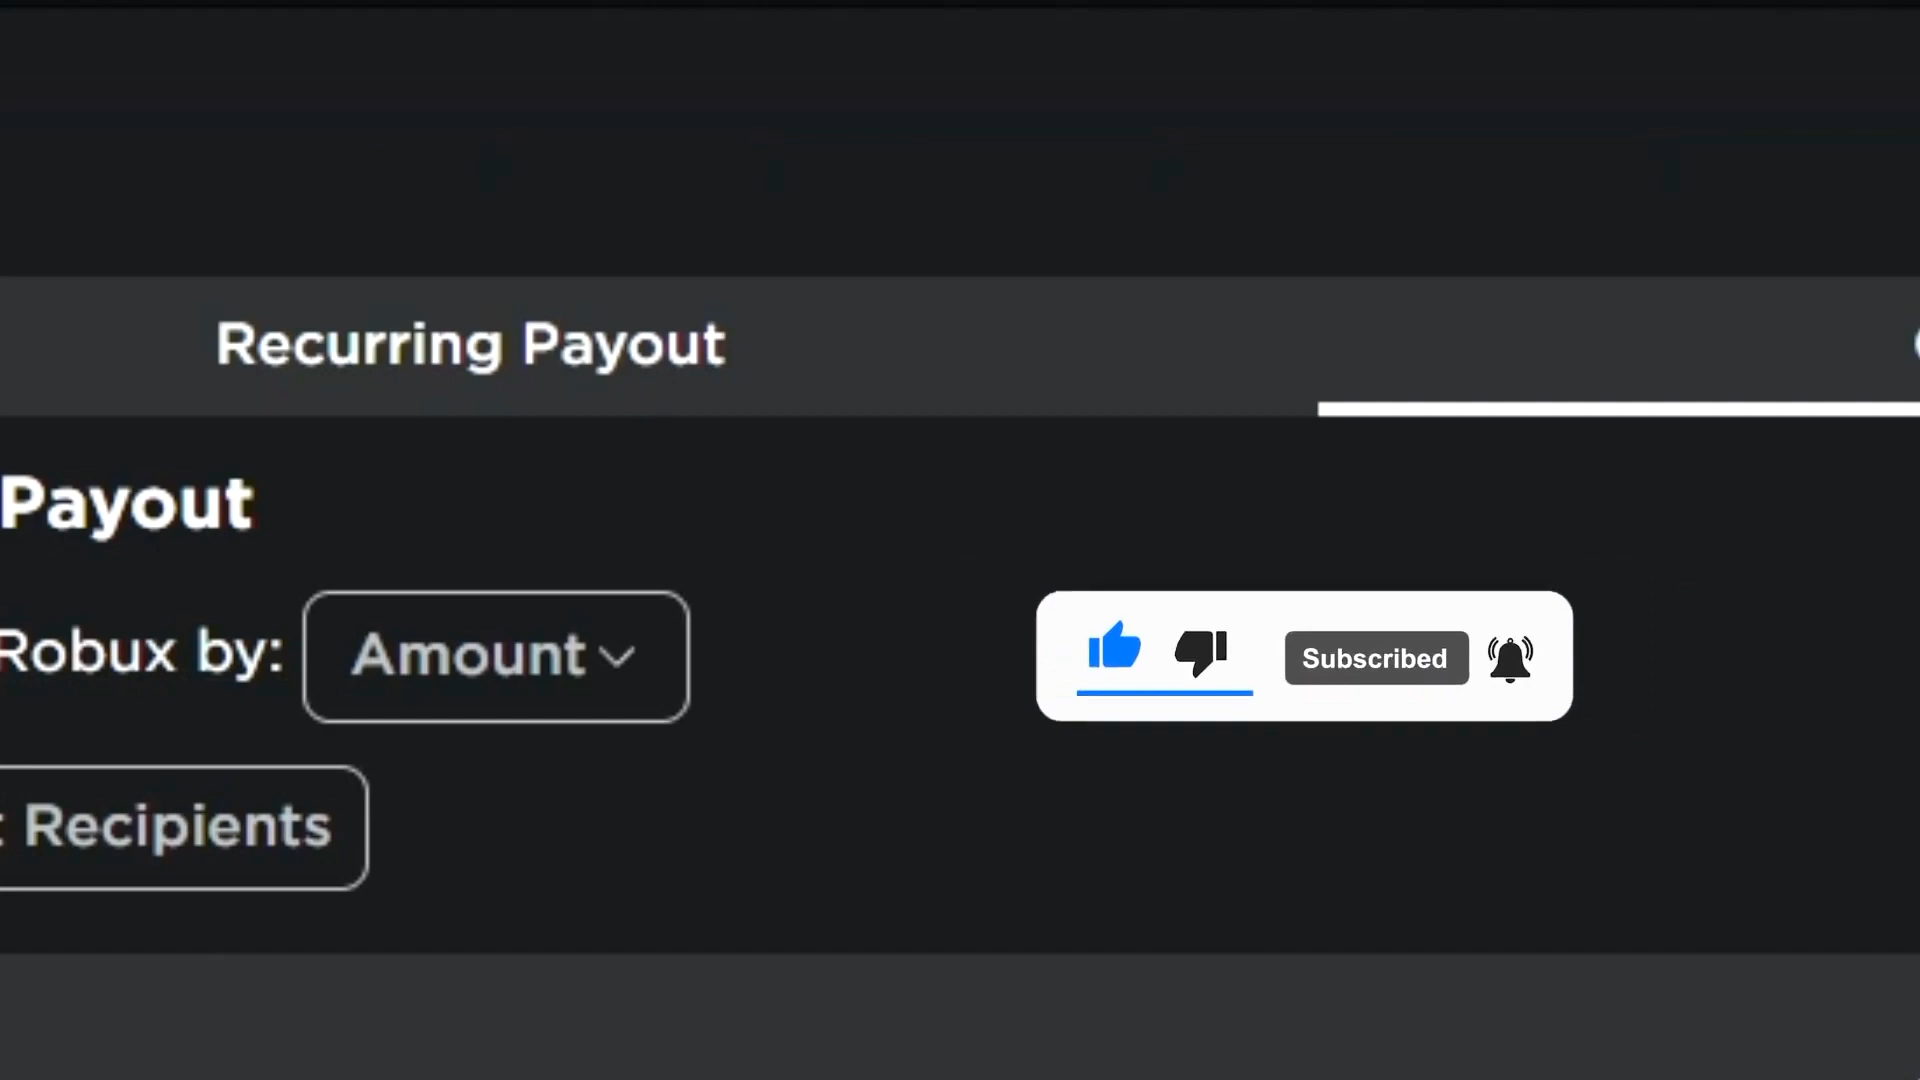 Recurring Payout
Payout
Robux by:
Amount
Subscribed
Recipients